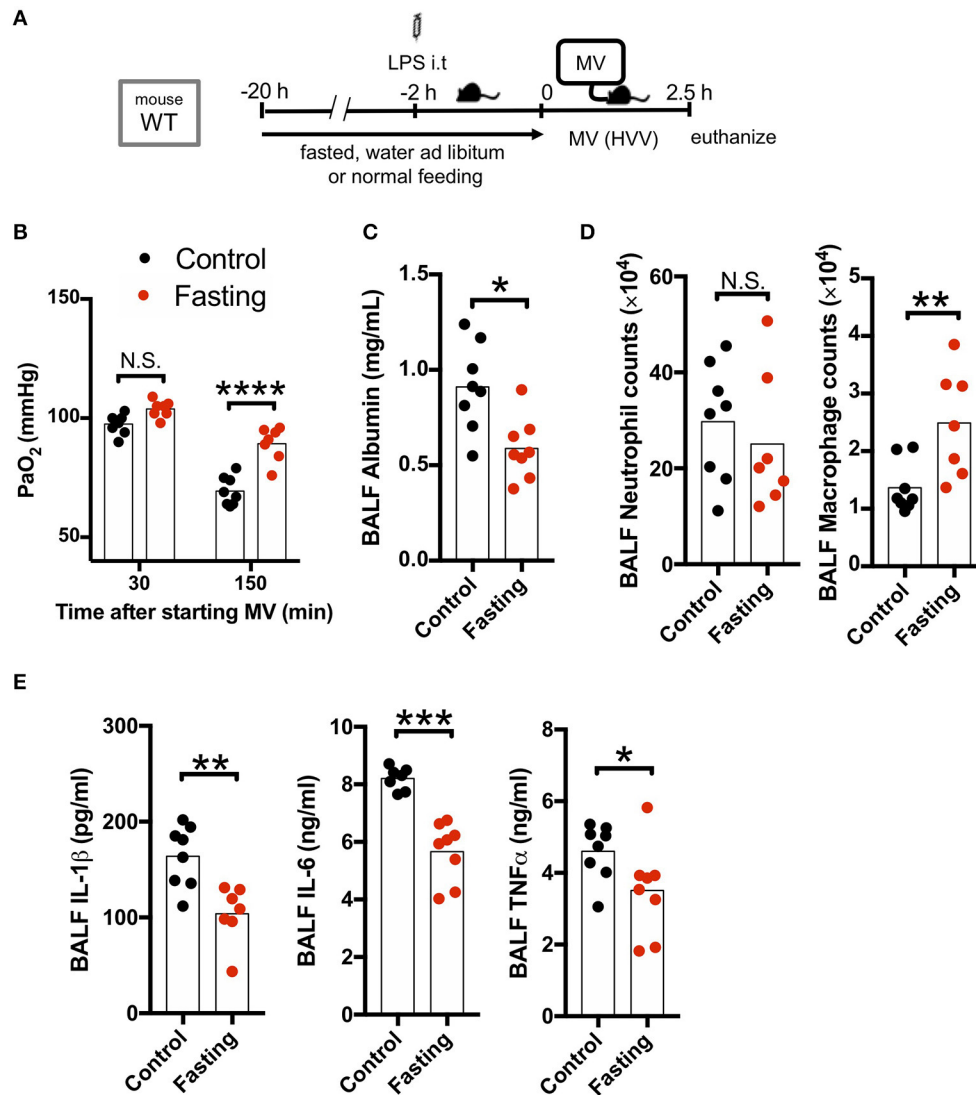 A
LPS i.t
MV
mouse
WT
-20 h
-2 h
0
2.5 h
fasted, water ad libitum
or normal feeding
MV (HVV)
euthanize
B
Control
Fasting
150
100
50
PaO2 (mmHg)
N.S.
****
30
150
Time after starting MV (min)
C
1.5
1.0
0.5
0.0
BALF Albumin (mg/mL)
*
Control
Fasting
D
60
40
20
0
BALF Neutrophil counts (×10⁴)
N.S.
Control
Fasting
5
4
3
2
1
0
BALF Macrophage counts (×10⁴)
**
Control
Fasting
E
300
200
100
0
BALF IL-1β (pg/ml)
**
Control
Fasting
10
8
6
4
2
0
BALF IL-6 (ng/ml)
***
Control
Fasting
8
6
4
2
0
BALF TNFα (ng/ml)
*
Control
Fasting